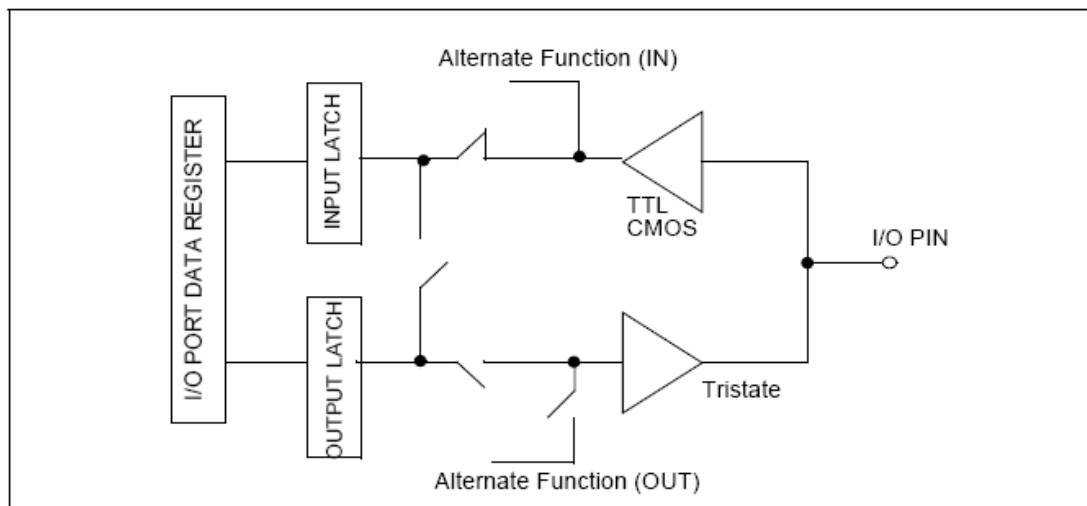 Alternate Function (IN)
I/O PORT DATA REGISTER
INPUT LATCH
TTL
CMOS
I/O PIN
OUTPUT LATCH
Tristate
Alternate Function (OUT)